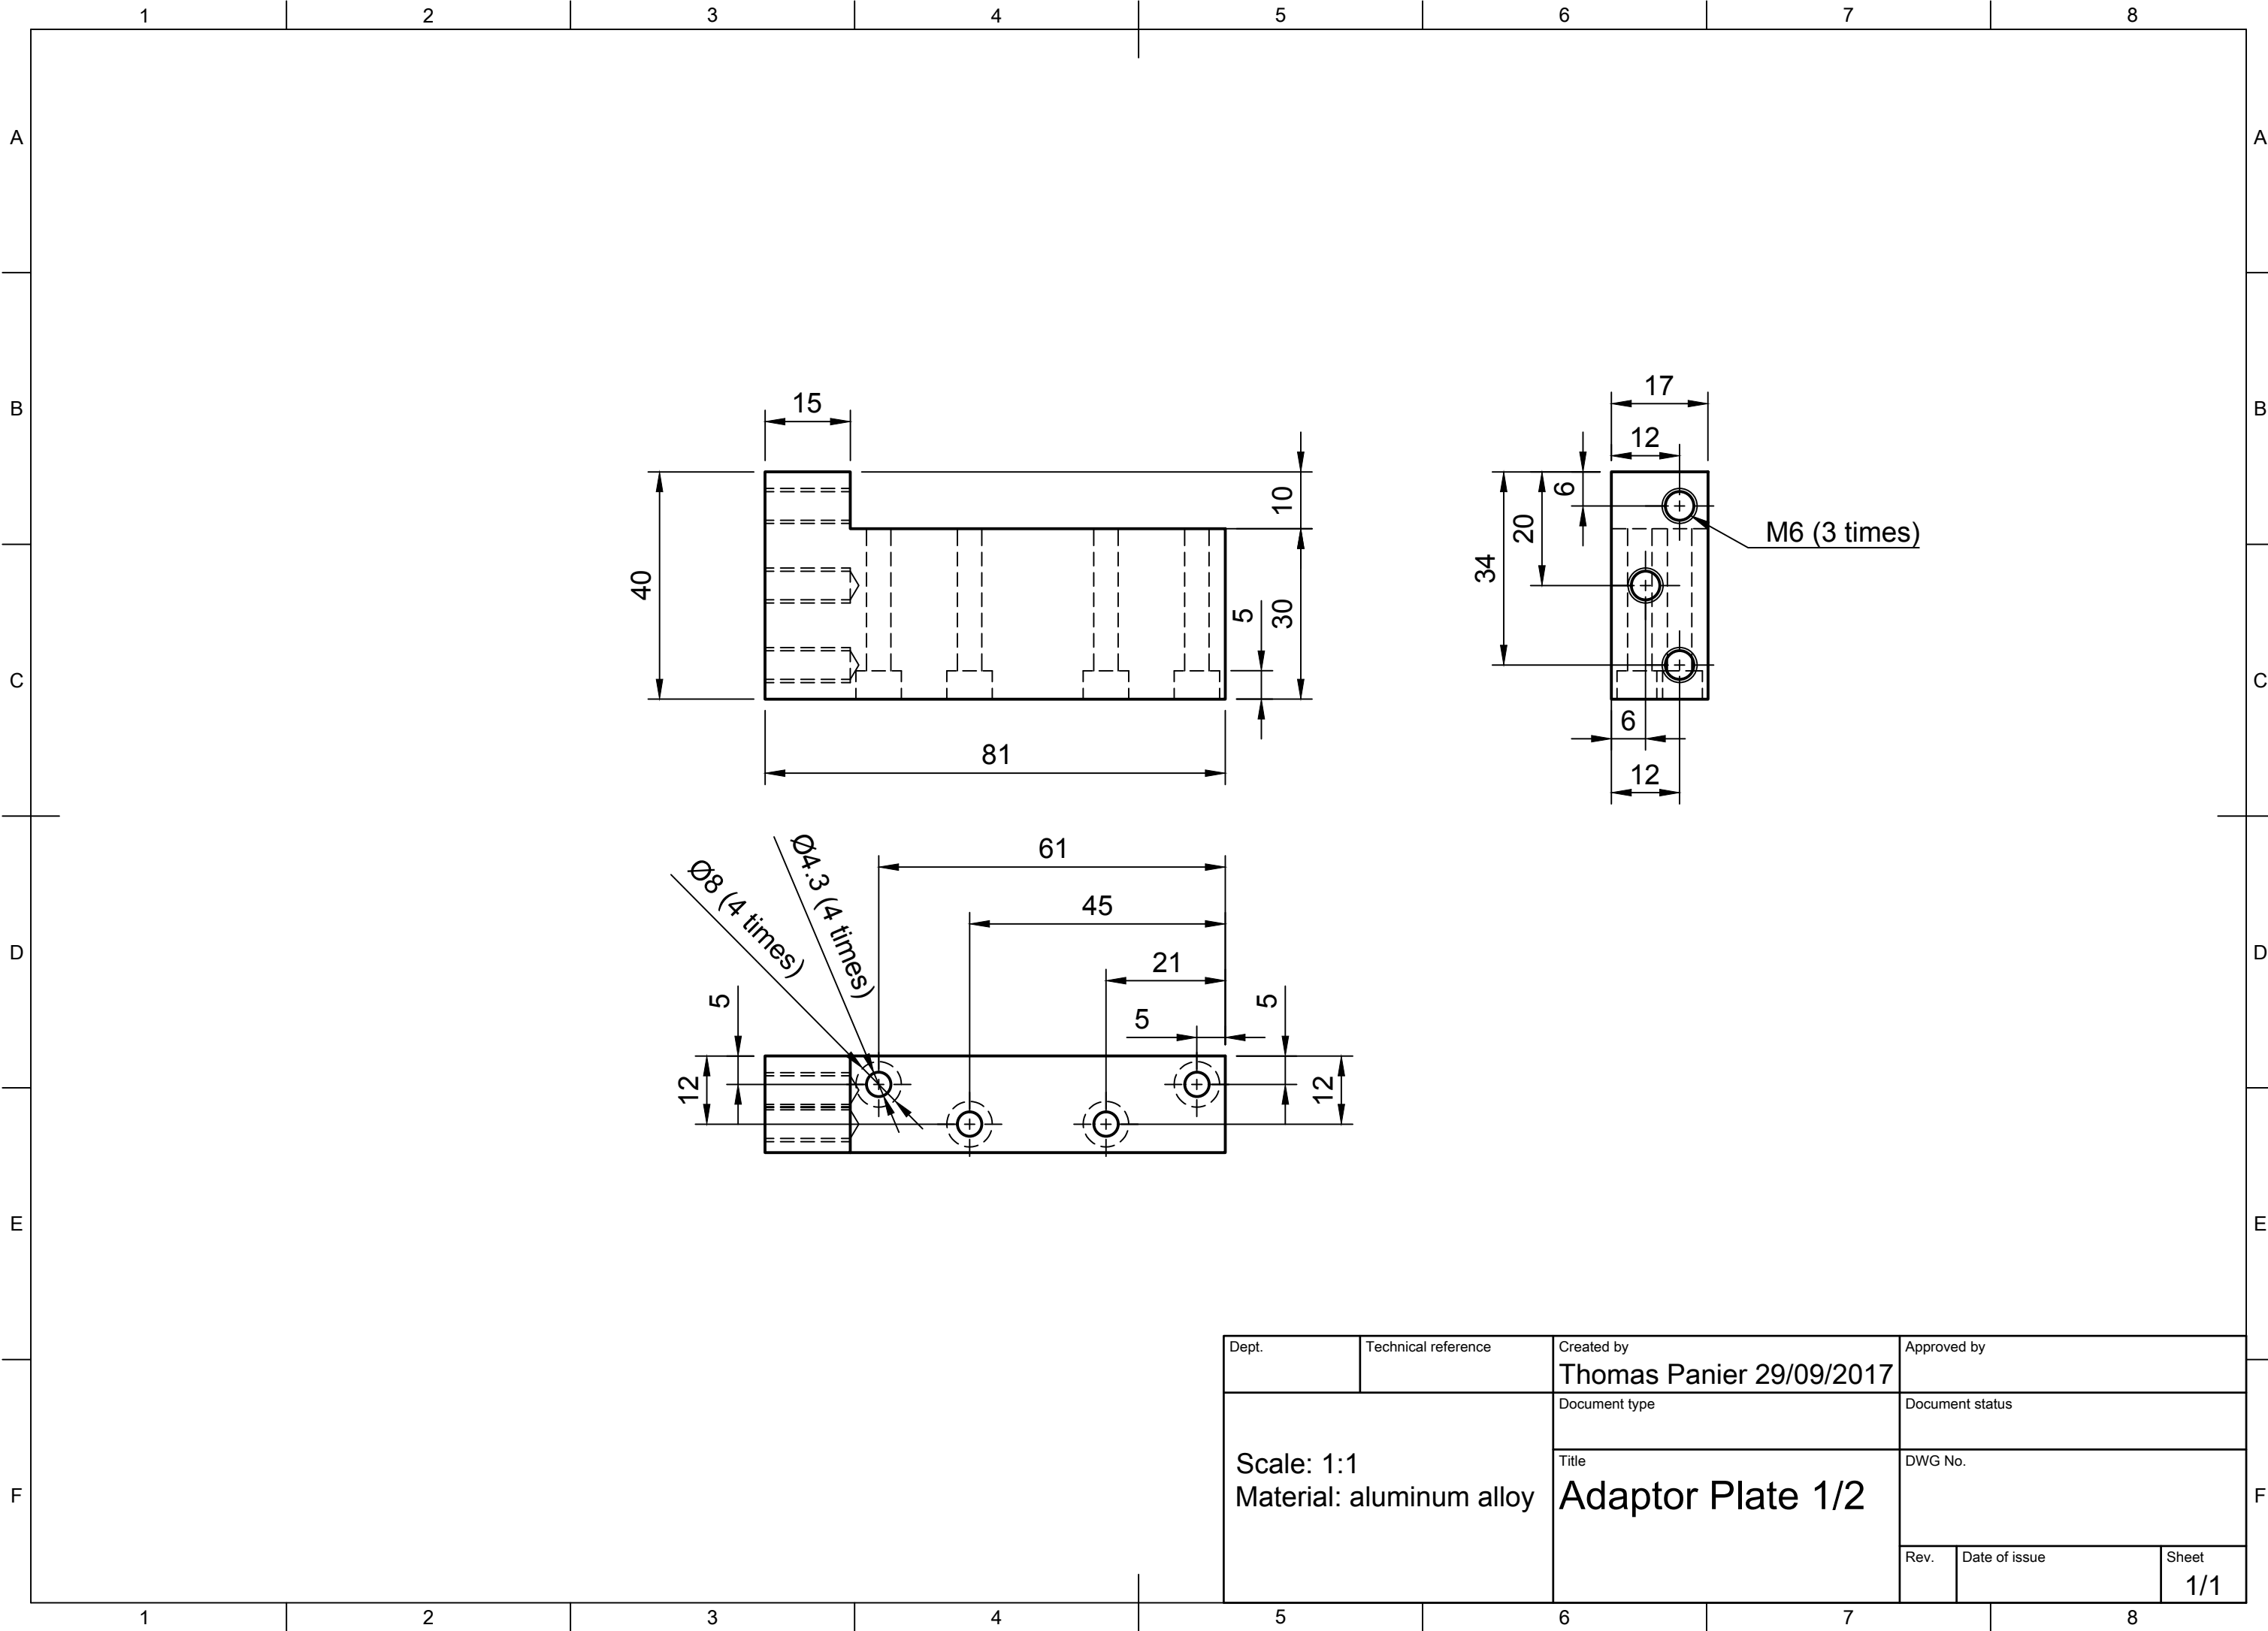 1 2 3 4 5 6 7 8
A A
B B
15
17
12
10
6
20
M6 (3 times)
34
40
5
30
C C
6
81
12
Ø8 (4 times)
Ø4.3 (4 times)
61
45
D D
21
5
5
5
12
12
E E
Dept.
Technical reference
Created by
Thomas Panier 29/09/2017
Approved by
Document type
Document status
Scale: 1:1
Material: aluminum alloy
Title
Adaptor Plate 1/2
DWG No.
F F
Rev.
Date of issue
Sheet
1/1
1 2 3 4 5 6 7 8